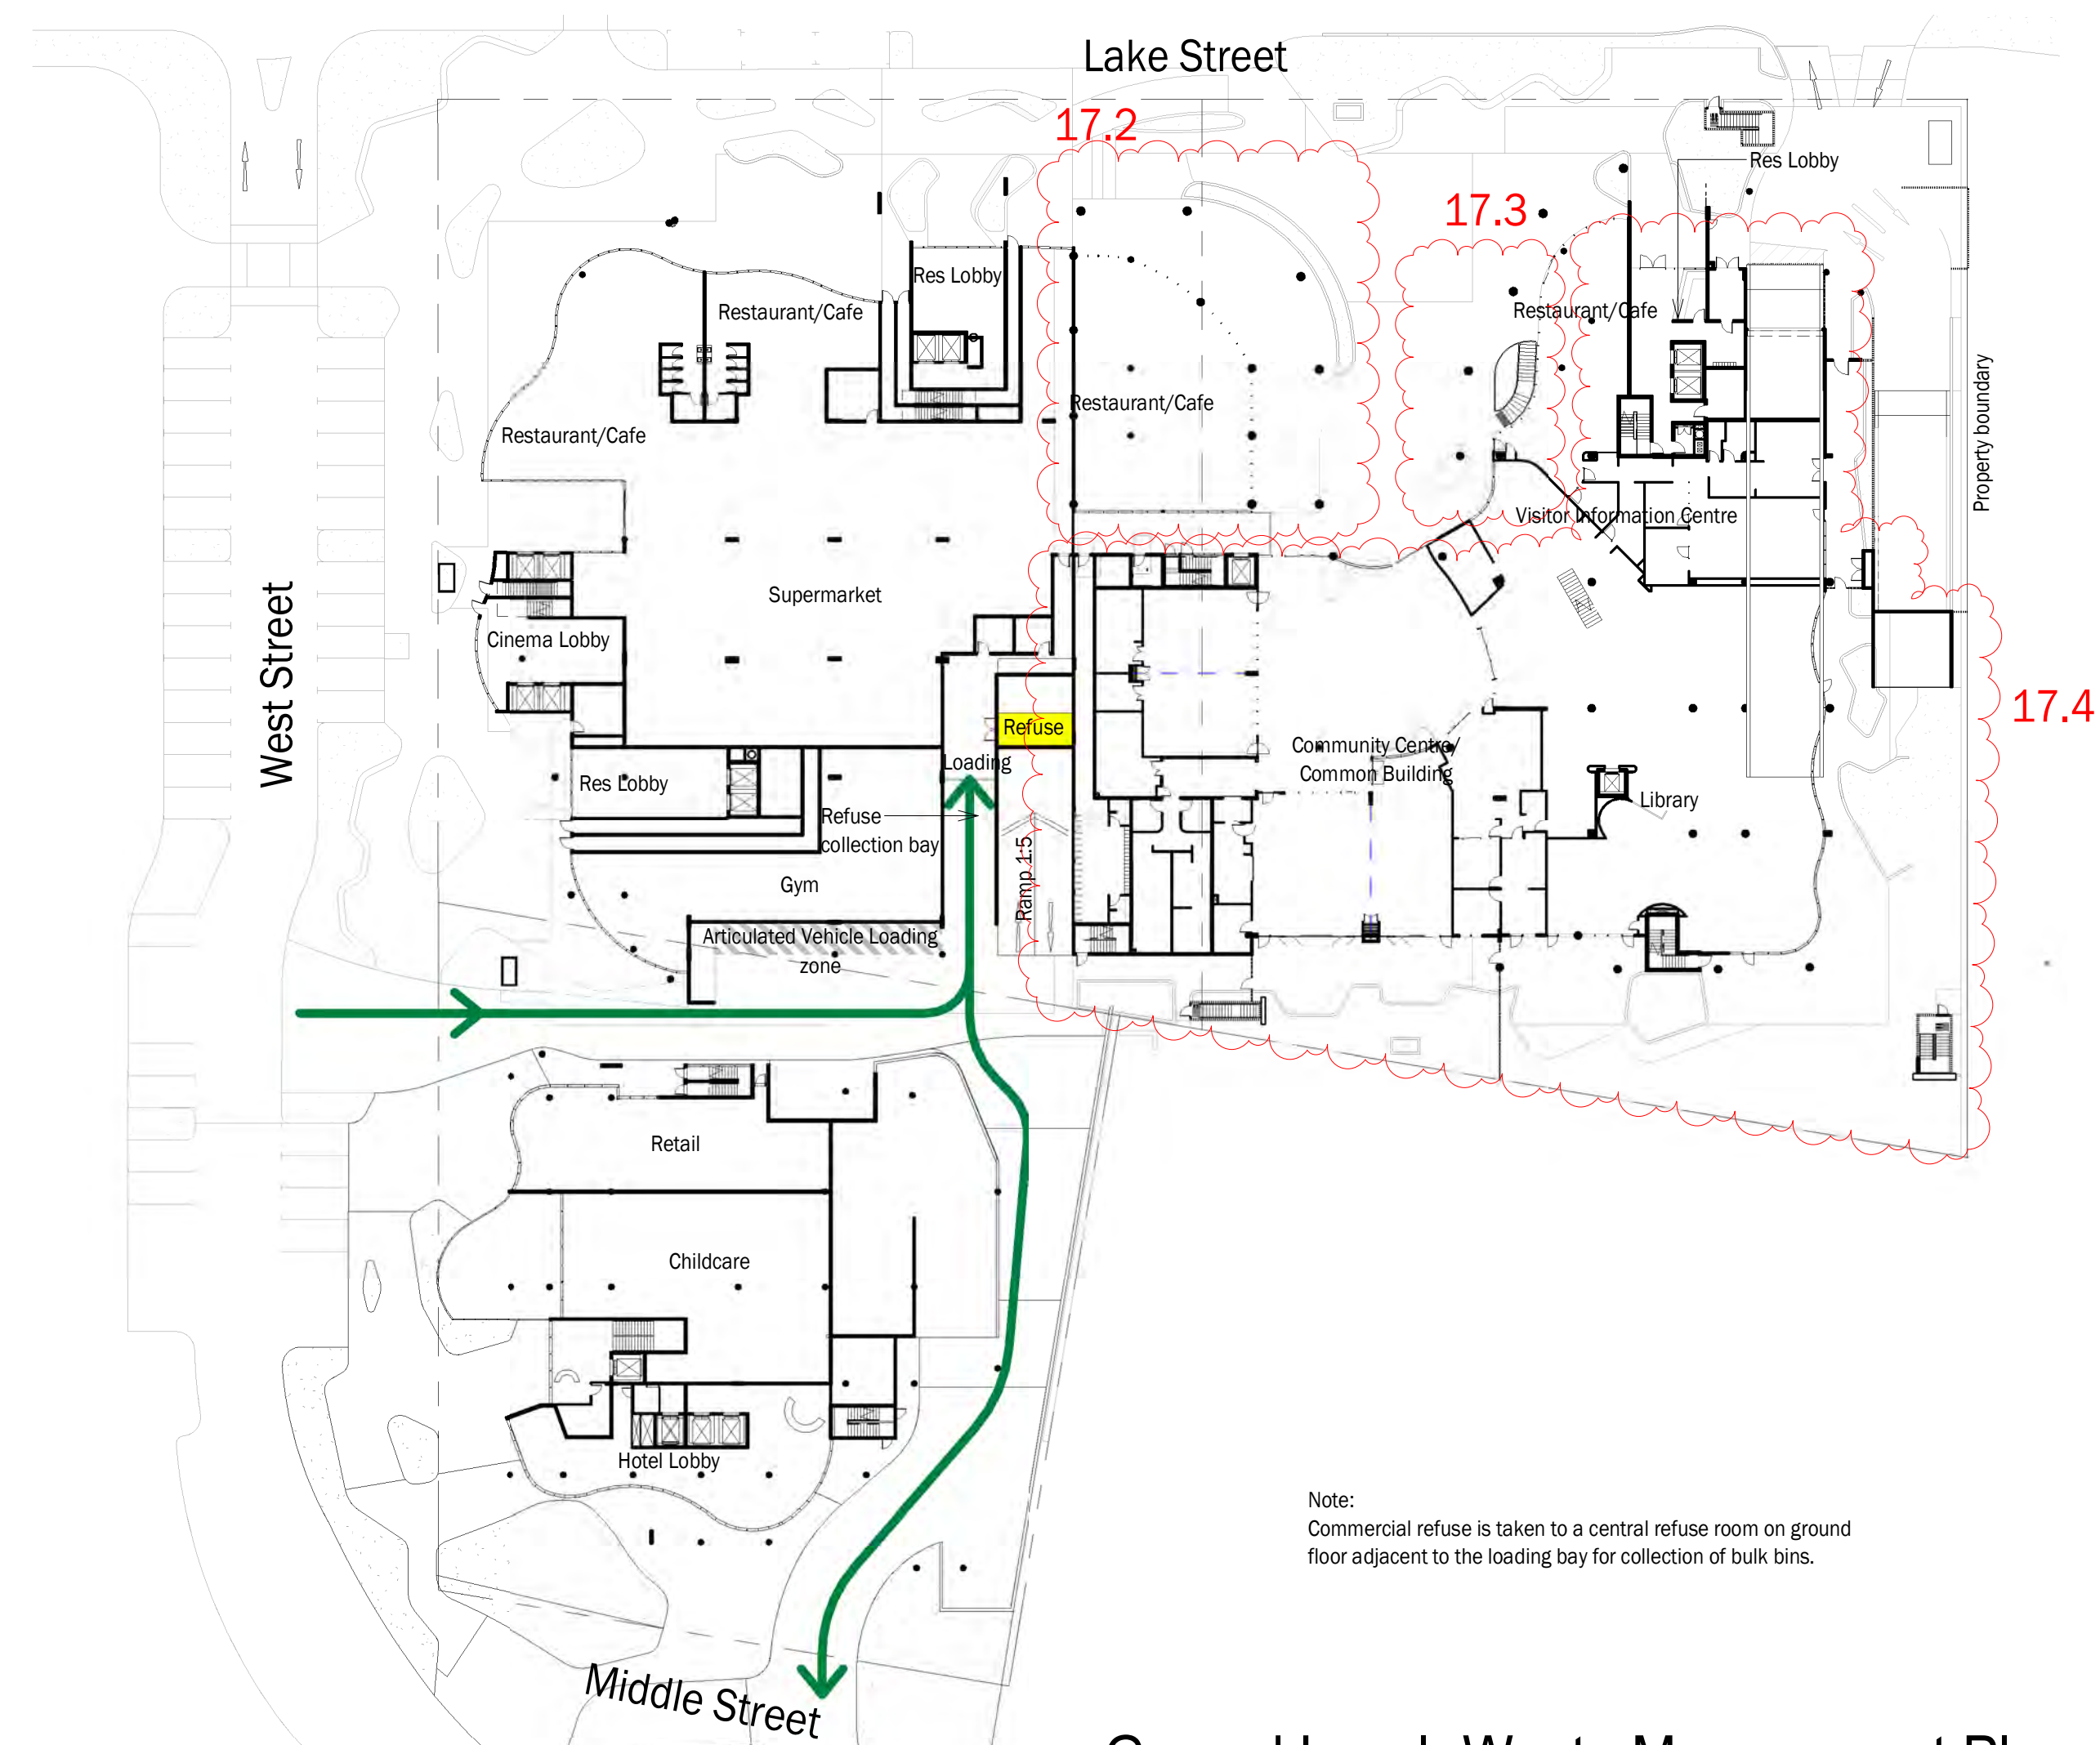 Lake Street
17.2
Res Lobby
17.3
Res Lobby
Restaurant/Cafe
Restaurant/Cafe
Property boundary
Restaurant/Cafe
Restaurant/Cafe
Visitor Information Centre
Supermarket
West Street
Cinema Lobby
17.4
Refuse
Community Centre/
Common Building
Loading
Res Lobby
Library
Refuse
collection bay
Ramp 1:5
Gym
Articulated Vehicle Loading
zone
Retail
Childcare
Hotel Lobby
Note:
Commercial refuse is taken to a central refuse room on ground
floor adjacent to the loading bay for collection of bulk bins.
Middle Street